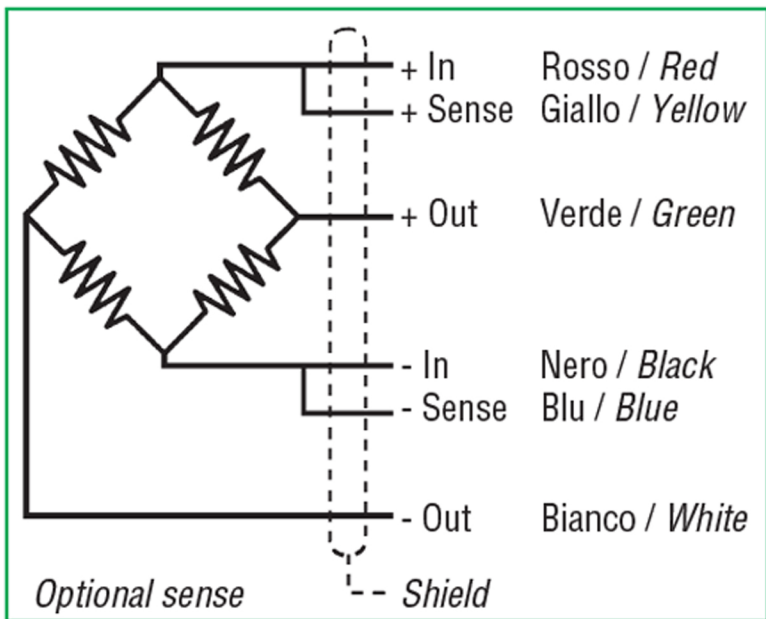 + In Rosso / Red
+ Sense Giallo / Yellow
+ Out Verde / Green
- In Nero / Black
- Sense Blu / Blue
- Out Bianco / White
Optional sense Shield